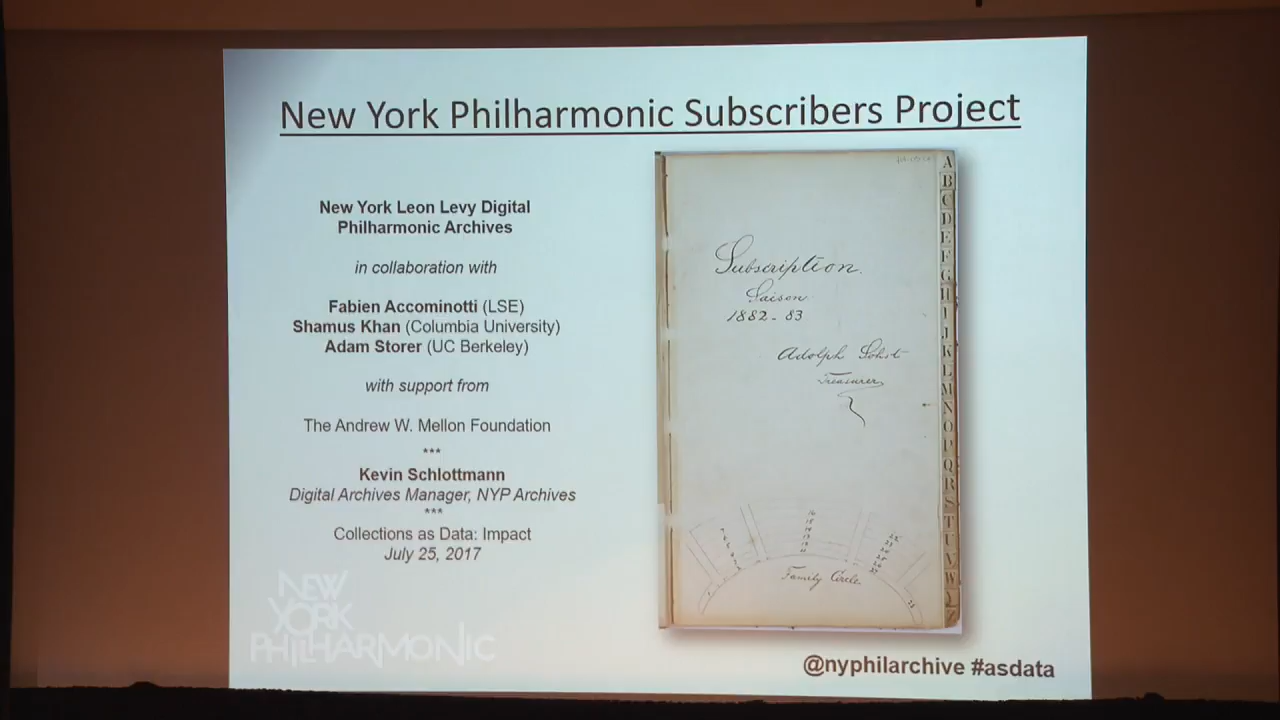 New York Philharmonic Subscribers Project
New York Leon Levy Digital
Philharmonic Archives
in collaboration with
Fabien Accominotti (LSE)
Shamus Khan (Columbia University)
Adam Storer (UC Berkeley)
with support from
The Andrew W. Mellon Foundation
***
Kevin Schlottmann
Digital Archives Manager, NYP Archives
***
Collections as Data: Impact
July 25, 2017
NEW
YORK
PHILHARMONIC
Subscription.
Saison
1882-83
Adolph Sohst
Treasurer
Family Circle
A
B
C
D
E
F
G
H
I
J
K
L
M
N
O
P
Q
R
S
T
U
V
W
Y
Z
@nyphilarchive #asdata